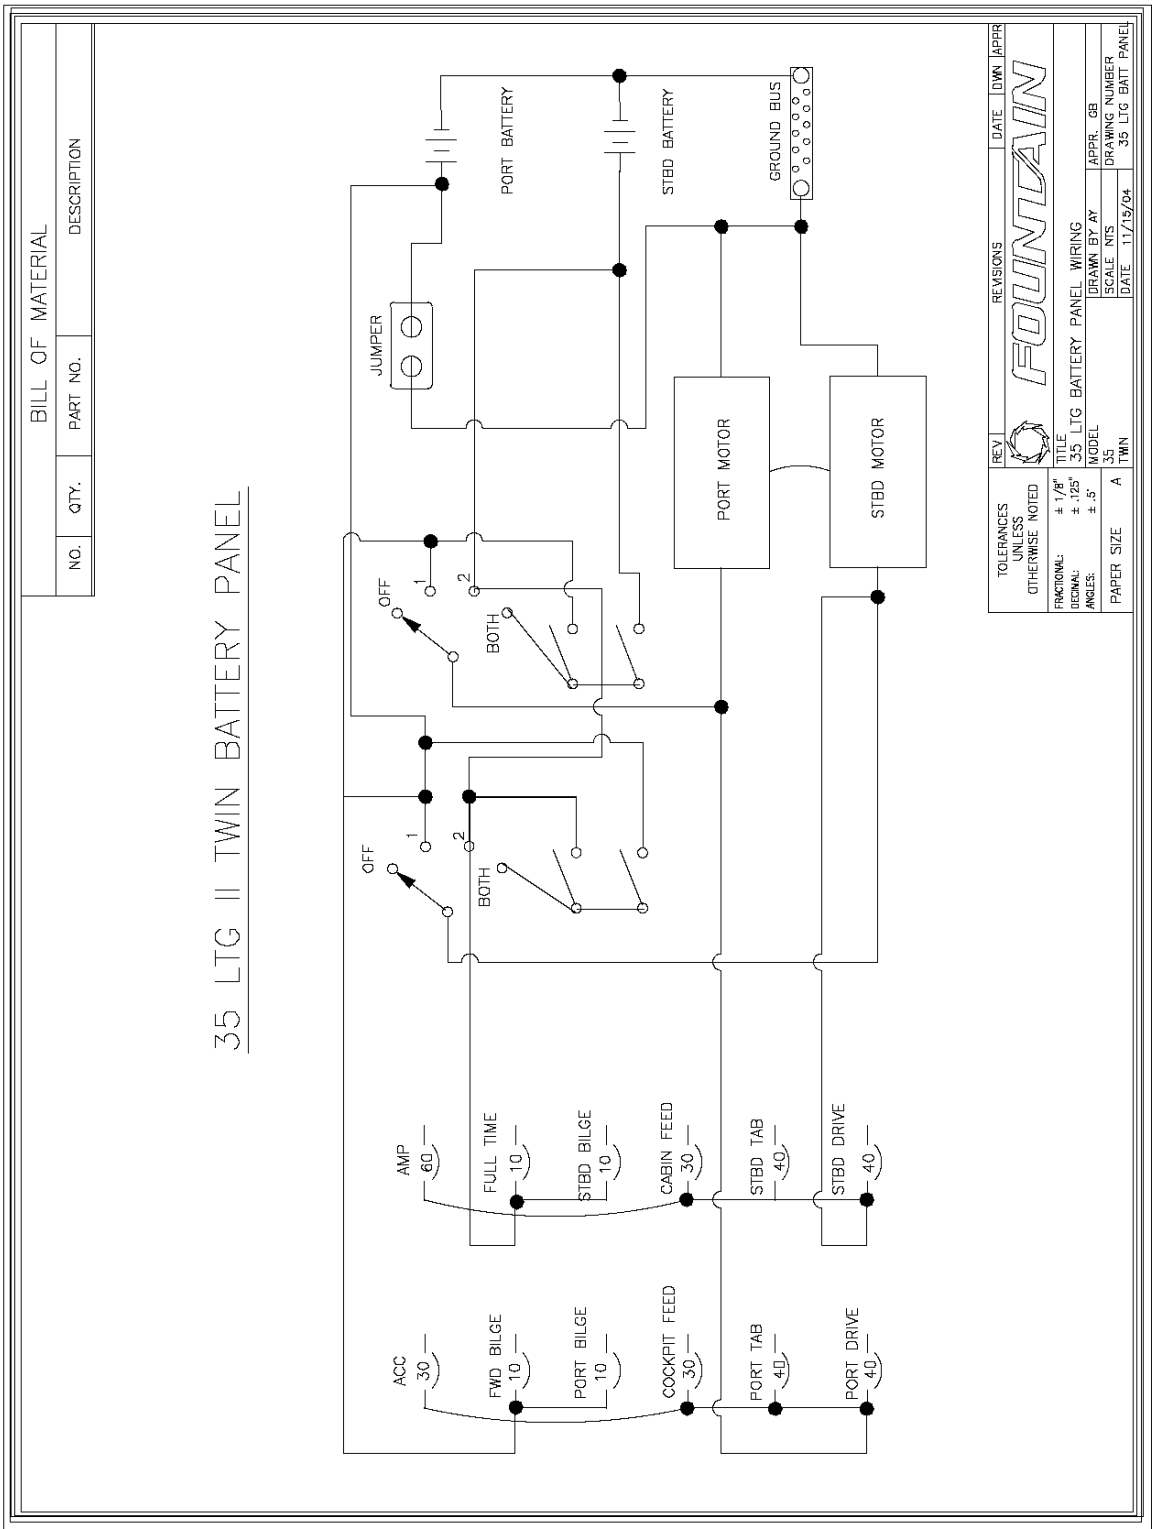 35 LTG II TWIN BATTERY PANEL
BILL OF MATERIAL
NO. QTY. PART NO. DESCRIPTION
ACC
30
FWD BILGE
10
PORT BILGE
10
COCKPIT FEED
30
PORT TAB
40
PORT DRIVE
40
AMP
60
FULL TIME
10
STBD BILGE
10
CABIN FEED
30
STBD TAB
40
STBD DRIVE
40
OFF
1
2
BOTH
OFF
1
2
BOTH
JUMPER
PORT BATTERY
STBD BATTERY
GROUND BUS
PORT MOTOR
STBD MOTOR
TOLERANCES
UNLESS
OTHERWISE NOTED
FRACTIONAL: ± 1/8"
DECIMAL: ± .125"
ANGLES: ± .5°
PAPER SIZE A
REV REVISIONS DATE DWN APPR
FOUNTAIN
TITLE
35 LTG BATTERY PANEL WIRING
MODEL
35
TWIN
DRAWN BY AY
APPR. GB
SCALE NTS
DATE 11/15/04
DRAWING NUMBER
35 LTG BATT PANEL